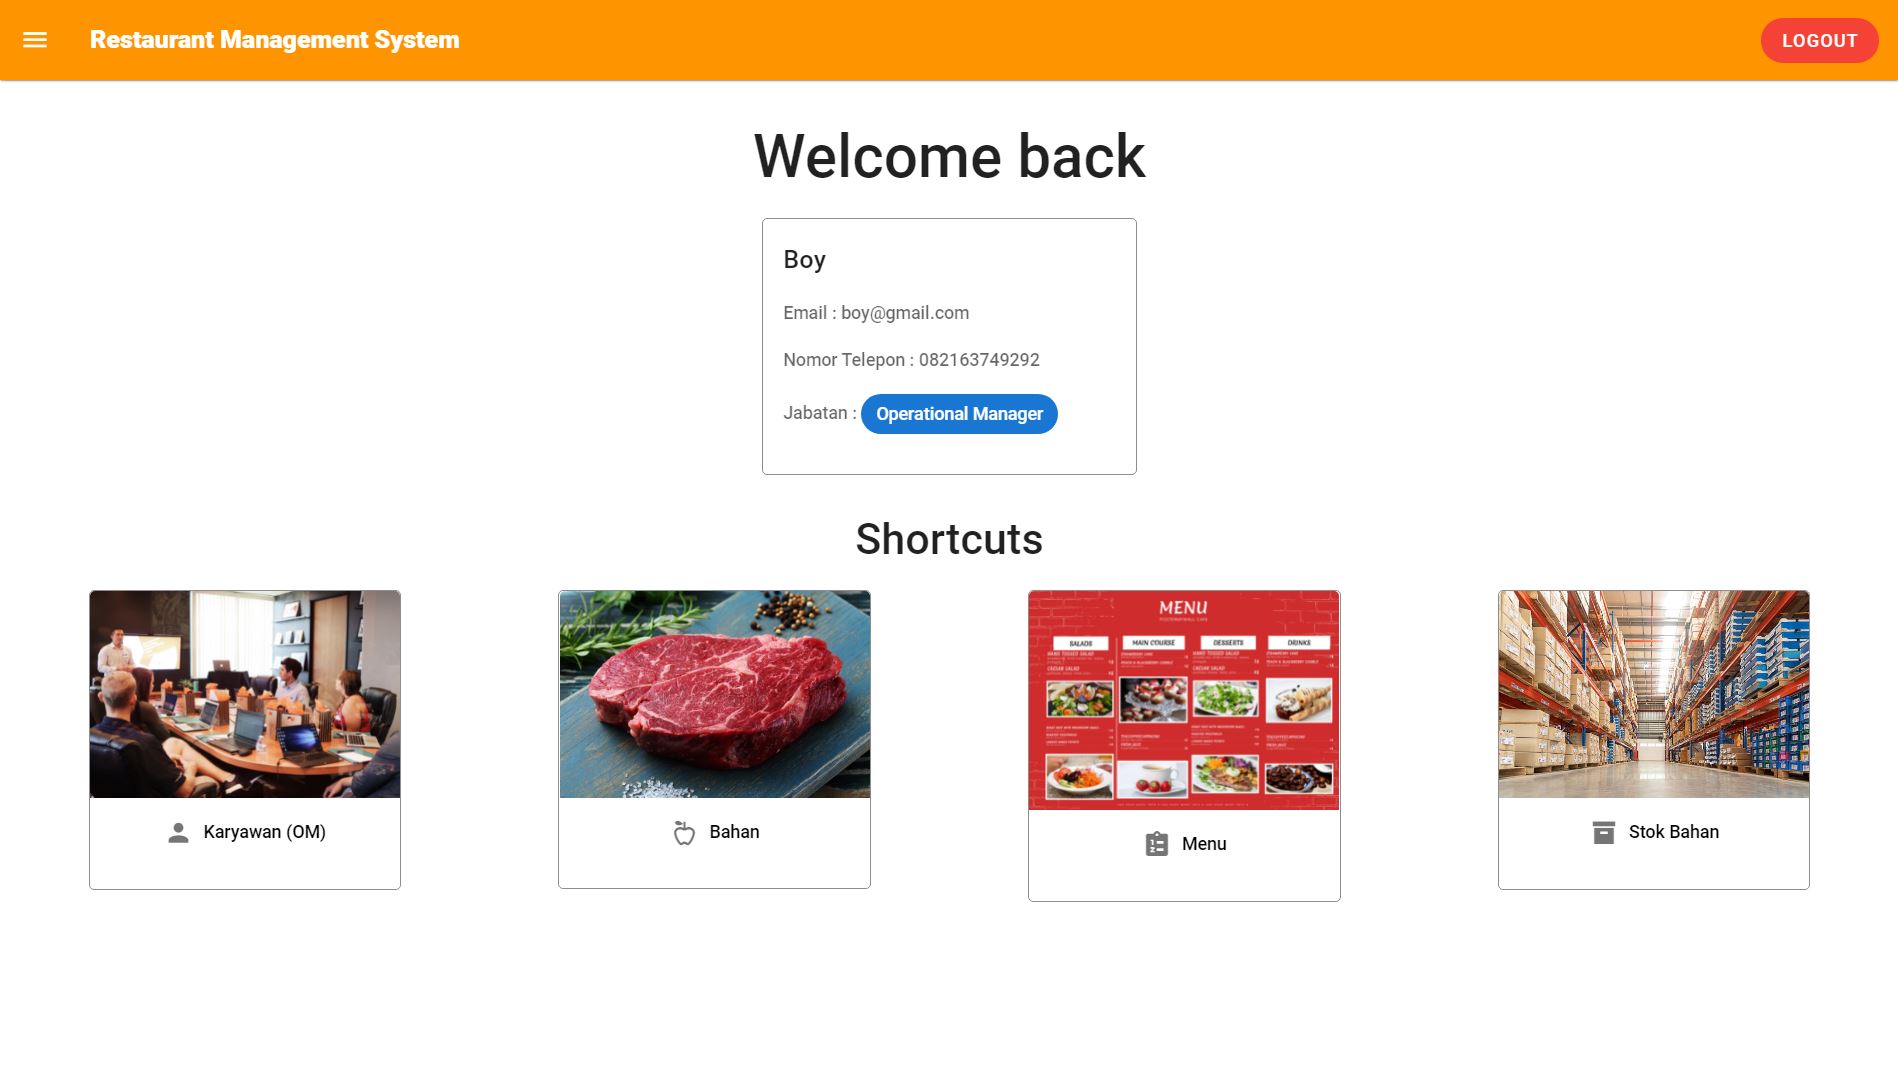 Restaurant Management System
LOGOUT
Welcome back
Boy
Email : boy@gmail.com
Nomor Telepon : 082163749292
Jabatan : Operational Manager
Shortcuts
MENU
SALADS
MAIN COURSE
DESSERTS
DRINKS
Karyawan (OM)
Bahan
Menu
Stok Bahan